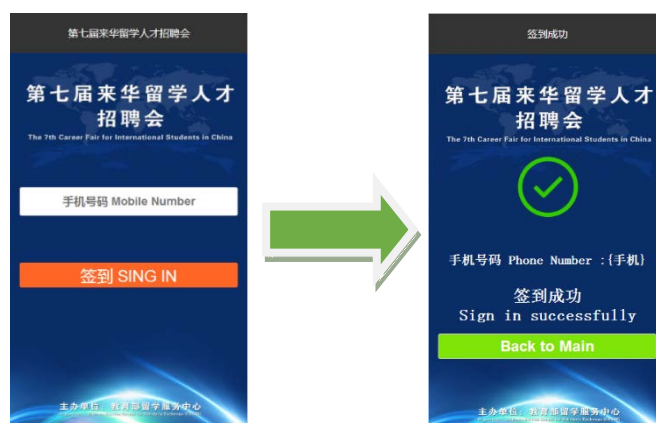 第七届来华留学人才招聘会
第七届来华留学人才
招聘会
The 7th Career Fair for International Students in China
手机号码 Mobile Number
签到 SING IN
主办单位：教育部留学服务中心
签到成功
第七届来华留学人才
招聘会
The 7th Career Fair for International Students in China
手机号码 Phone Number :{手机}
签到成功
Sign in successfully
Back to Main
主办单位：教育部留学服务中心